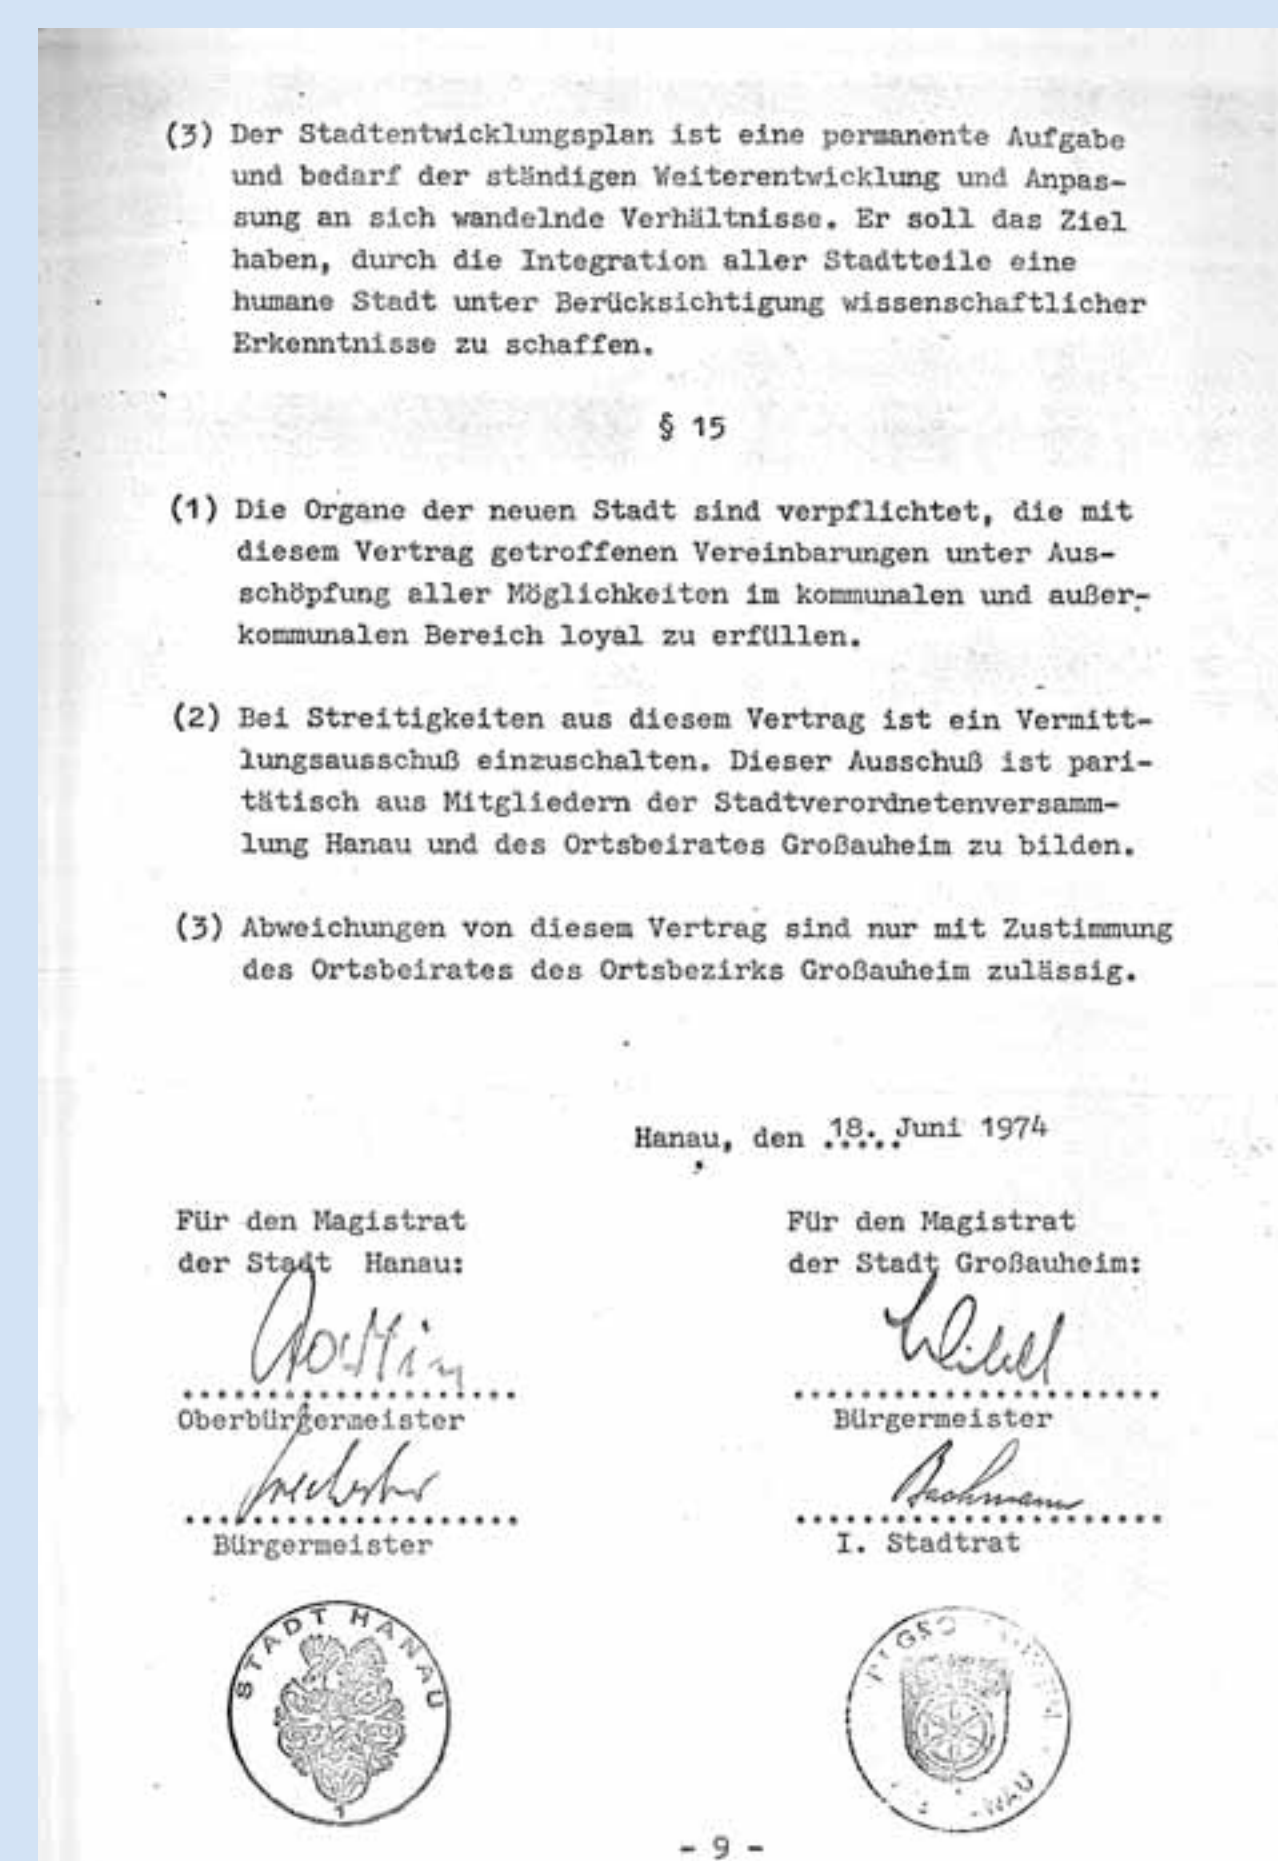 (3) Der Stadtentwicklungsplan ist eine permanente Aufgabe
und bedarf der ständigen Weiterentwicklung und Anpas-
sung an sich wandelnde Verhältnisse. Er soll das Ziel
haben, durch die Integration aller Stadtteile eine
humane Stadt unter Berücksichtigung wissenschaftlicher
Erkenntnisse zu schaffen.
§ 15
(1) Die Organe der neuen Stadt sind verpflichtet, die mit
diesem Vertrag getroffenen Vereinbarungen unter Aus-
schöpfung aller Möglichkeiten im kommunalen und außer-
kommunalen Bereich loyal zu erfüllen.
(2) Bei Streitigkeiten aus diesem Vertrag ist ein Vermitt-
lungsausschuß einzuschalten. Dieser Ausschuß ist pari-
tätisch aus Mitgliedern der Stadtverordnetenversamm-
lung Hanau und des Ortsbeirates Großauheim zu bilden.
(3) Abweichungen von diesem Vertrag sind nur mit Zustimmung
des Ortsbeirates des Ortsbezirks Großauheim zulässig.
Hanau, den 18. Juni 1974
Für den Magistrat
der Stadt Hanau:
Oberbürgermeister
Bürgermeister
Für den Magistrat
der Stadt Großauheim:
Bürgermeister
Bachmann
I. Stadtrat
STADT HANAU
1
- 9 -